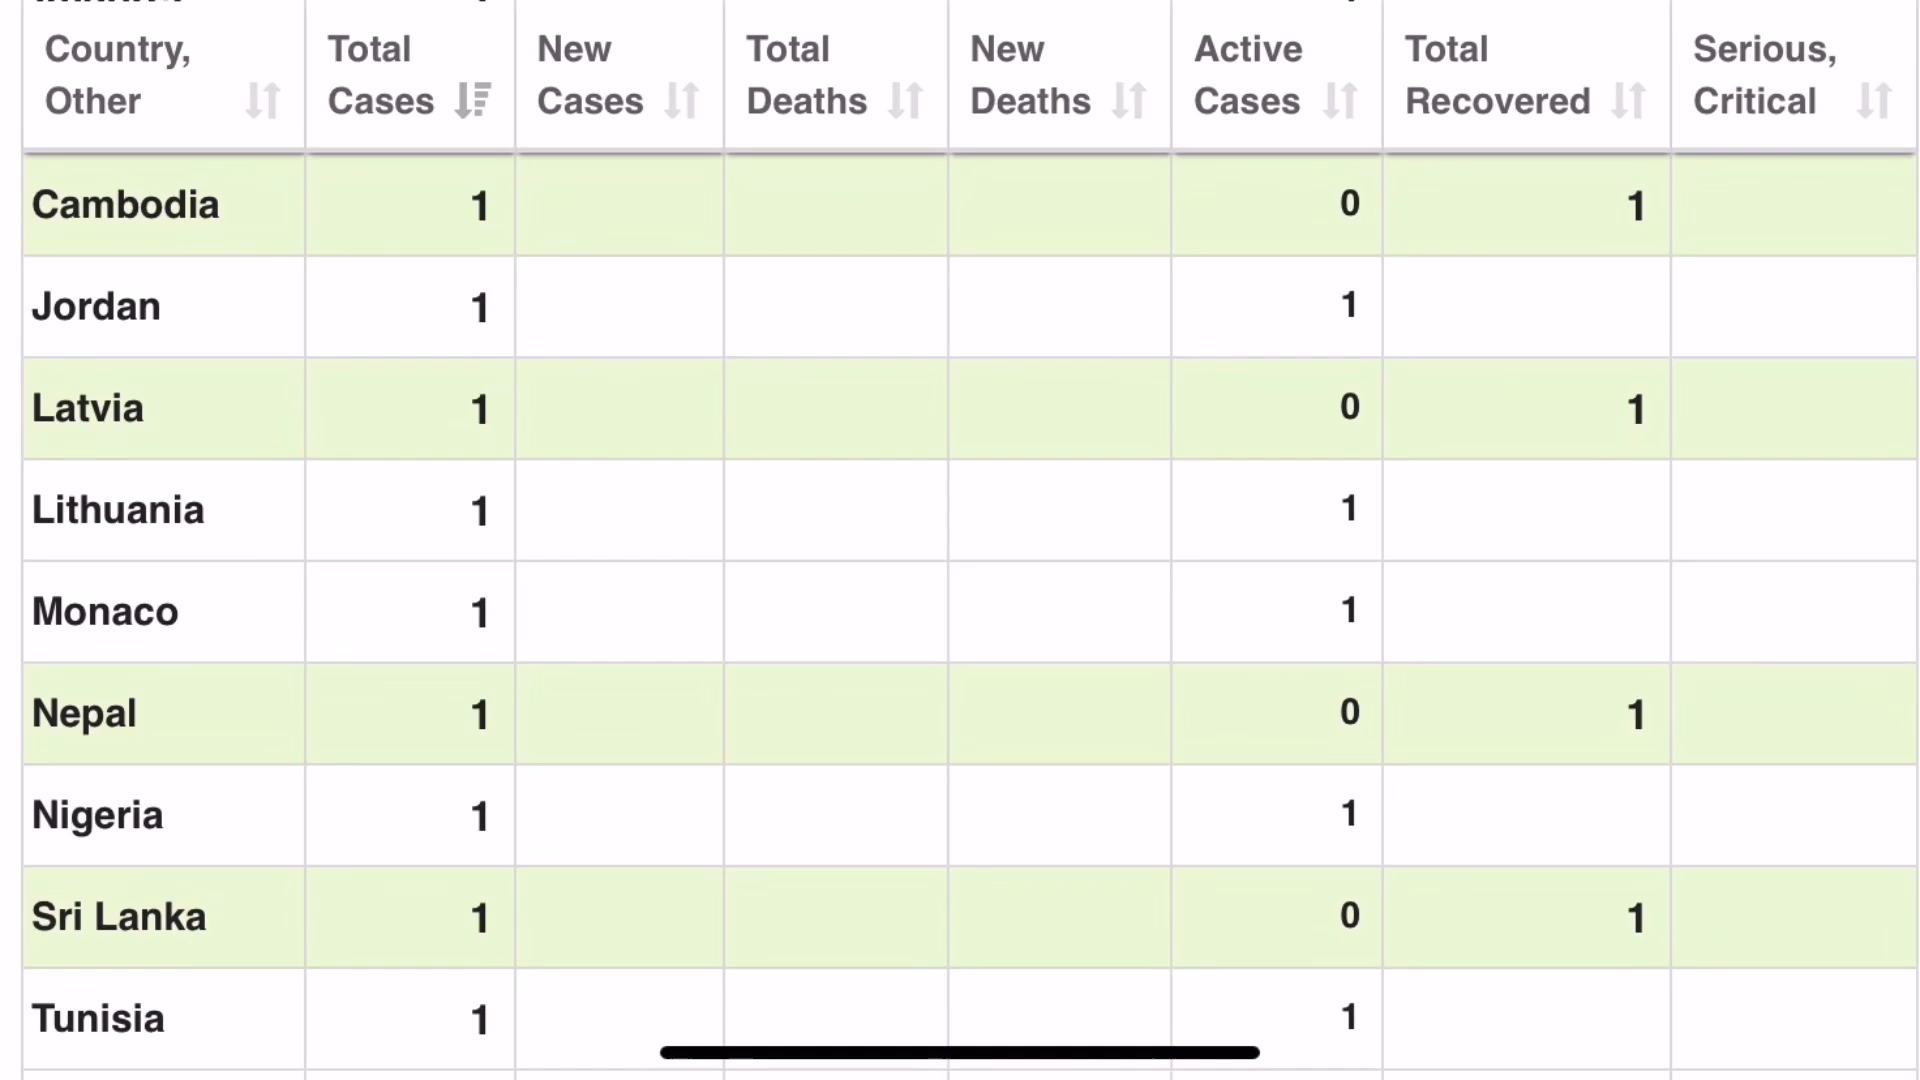 Country, Other
Total Cases
New Cases
Total Deaths
New Deaths
Active Cases
Total Recovered
Serious, Critical
Cambodia 1 0 1
Jordan 1 1
Latvia 1 0 1
Lithuania 1 1
Monaco 1 1
Nepal 1 0 1
Nigeria 1 1
Sri Lanka 1 0 1
Tunisia 1 1